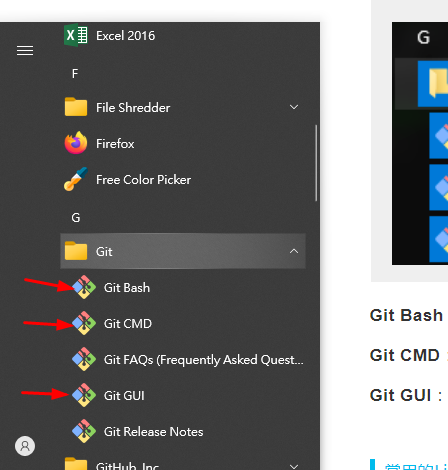 Excel 2016
F
File Shredder
Firefox
Free Color Picker
G
Git
Git Bash
Git CMD
Git FAQs (Frequently Asked Quest...
Git GUI
Git Release Notes
GitHub, Inc
G
Git Bash
Git CMD：
Git GUI：